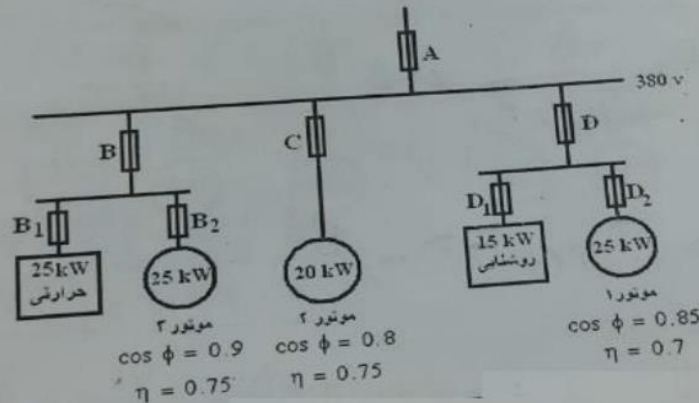 A
380 v
B
C
D
B1
B2
D1
D2
25kW
حرارتی
25 kW
20 kW
15 kW
روشنایی
25 kW
موتور ۳
cos ϕ = 0.9
η = 0.75
موتور ۲
cos ϕ = 0.8
η = 0.75
موتور ۱
cos ϕ = 0.85
η = 0.7